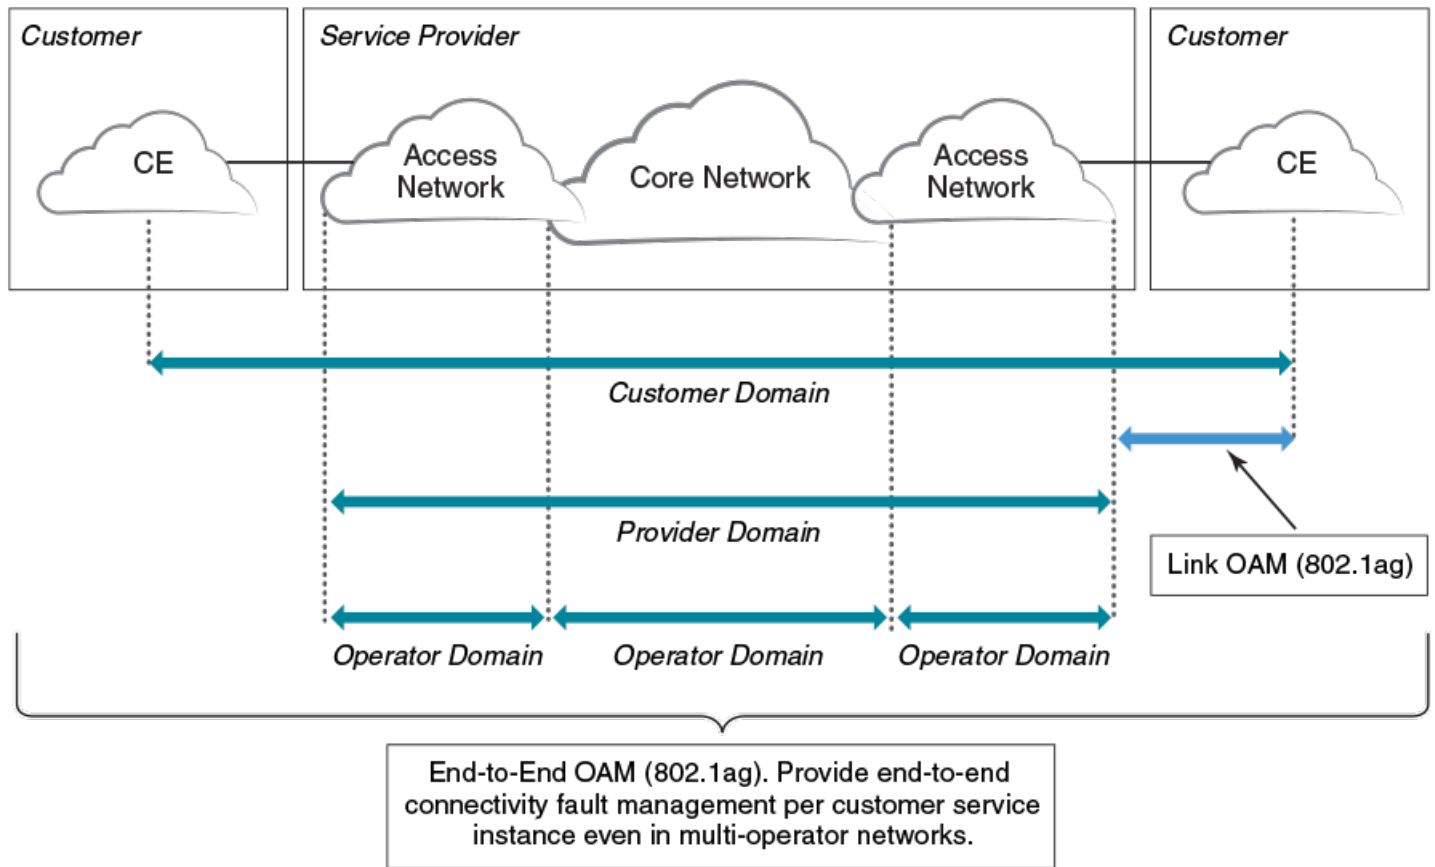 Customer
Service Provider
Customer
CE
Access
Network
Core Network
Access
Network
CE
Customer Domain
Provider Domain
Link OAM (802.1ag)
Operator Domain
Operator Domain
Operator Domain
End-to-End OAM (802.1ag). Provide end-to-end
connectivity fault management per customer service
instance even in multi-operator networks.